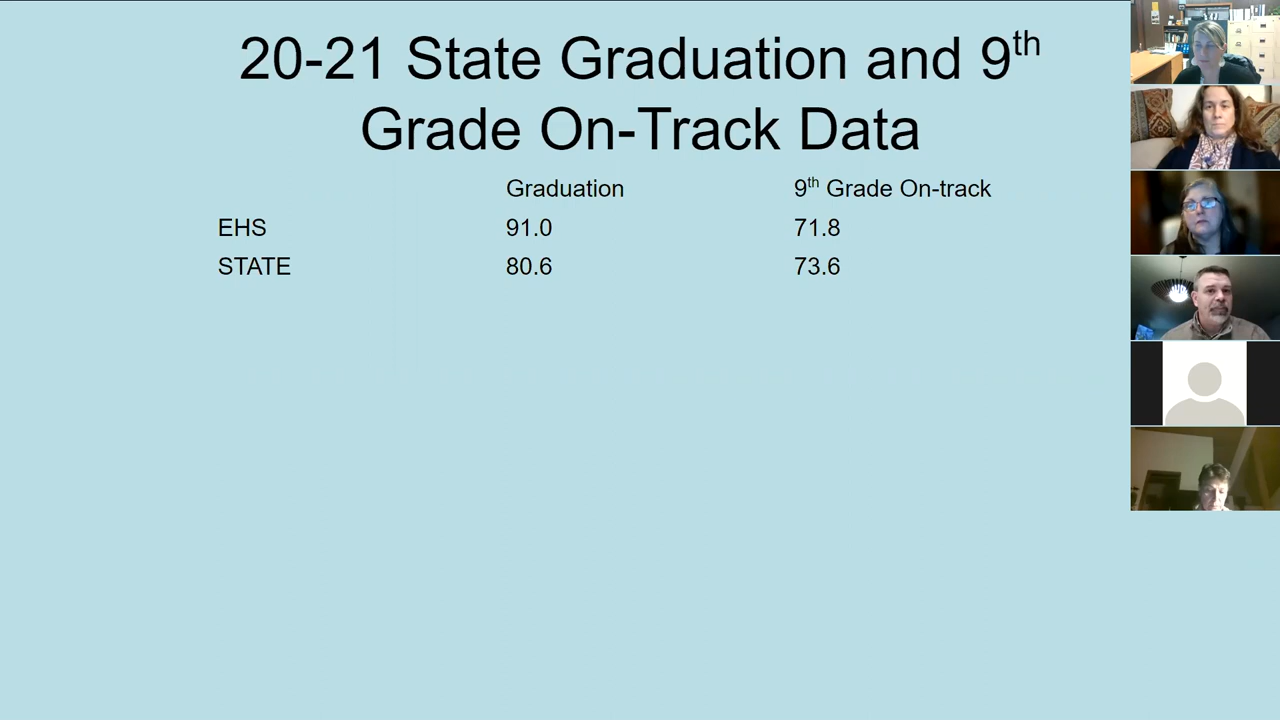 20-21 State Graduation and 9th
Grade On-Track Data
Graduation 9th Grade On-track
EHS 91.0 71.8
STATE 80.6 73.6